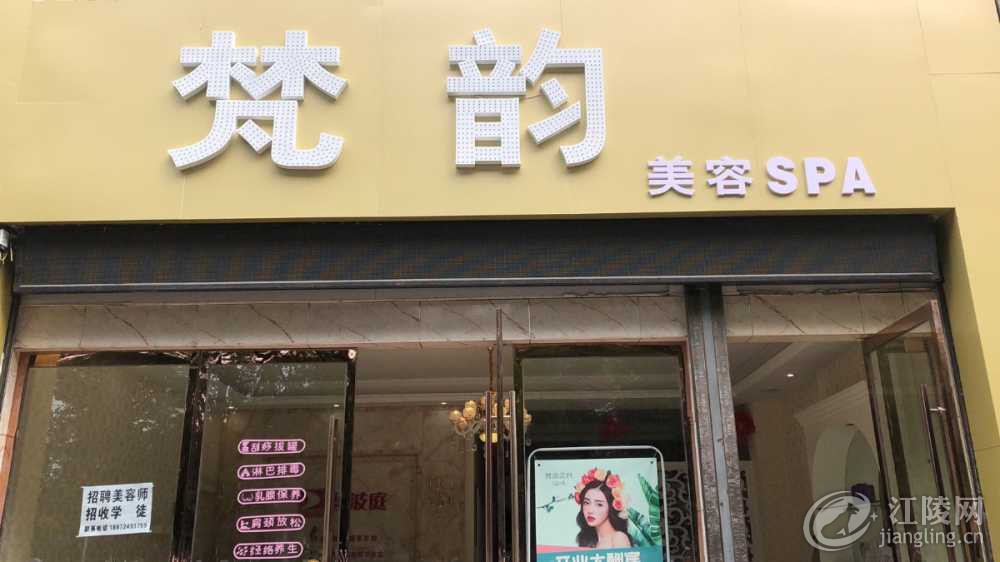 梵韵
美容SPA
刮痧拔罐
淋巴排毒
乳腺保养
肩颈放松
经络养生
招聘美容师
招收学 徒
波庭
江陵网
jiangling.cn